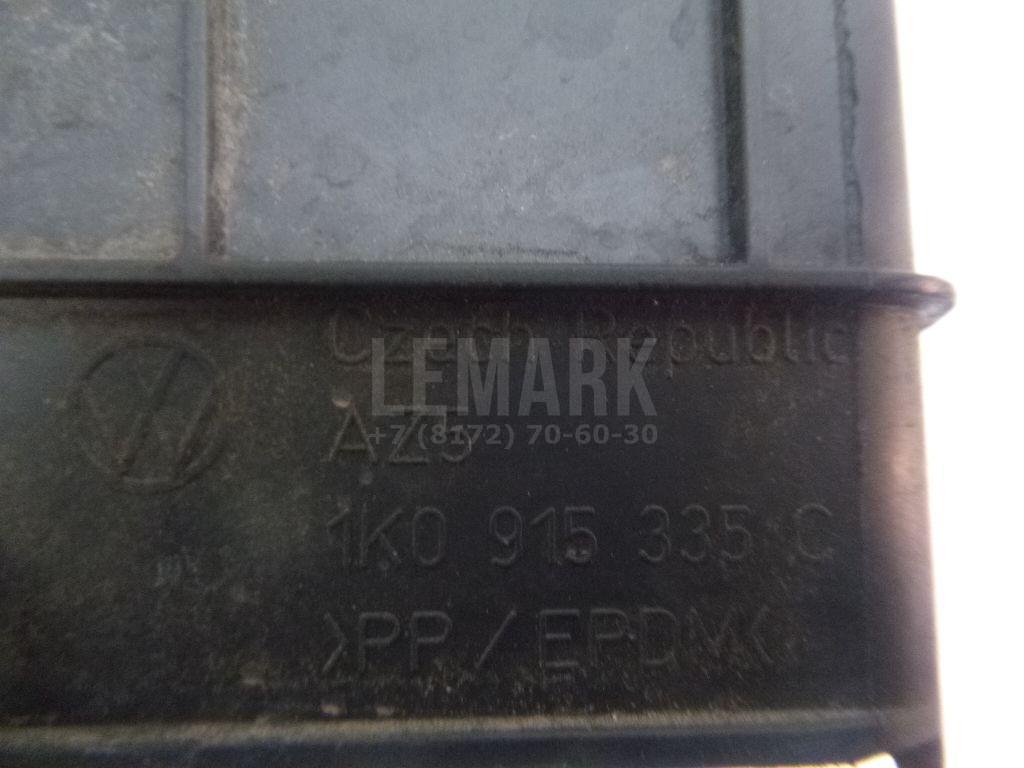 Czech Republic
LEMARK
AZ5
+7 (8172) 70-60-30
1K0 915 335 C
>PP/EPDM<